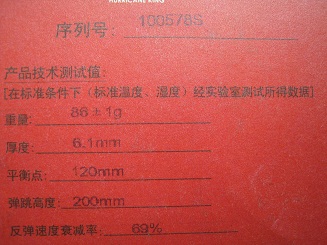 HURRICANE KING
序列号: 100578S
产品技术测试值:
[在标准条件下（标准温度、湿度）经实验室测试所得数据]
重量: 86±1g
厚度: 6.1mm
平衡点: 120mm
弹跳高度: 200mm
反弹速度衰减率: 69%